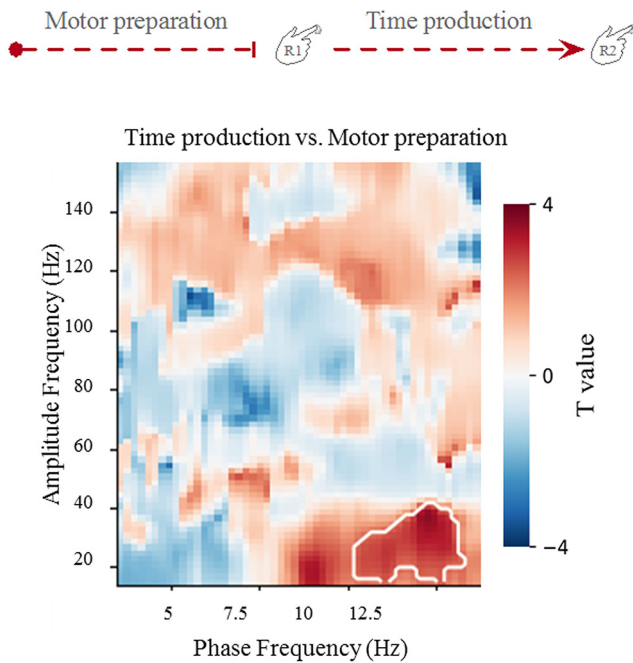 Motor preparation
Time production
R1
R2
Time production vs. Motor preparation
140
120
100
80
60
40
20
Amplitude Frequency (Hz)
5
7.5
10
12.5
Phase Frequency (Hz)
4
0
−4
T value